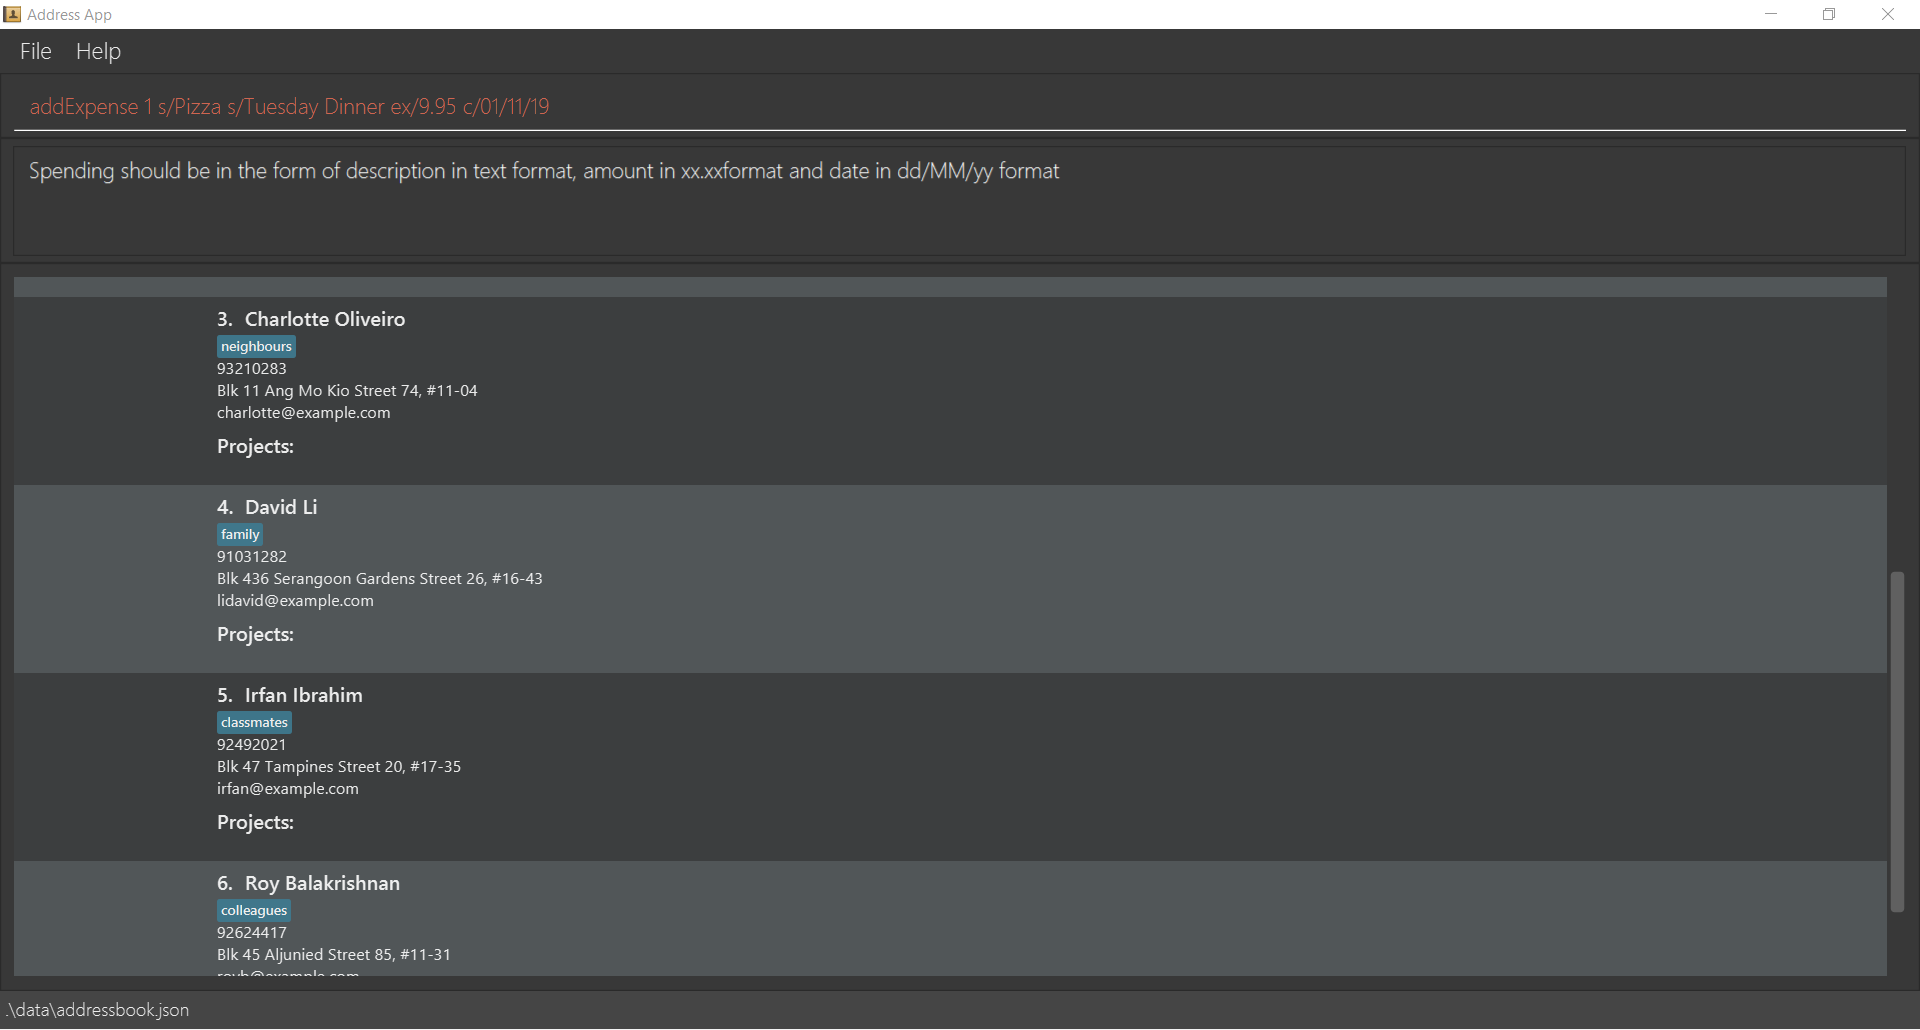 Address App
File Help
addExpense 1 s/Pizza s/Tuesday Dinner ex/9.95 c/01/11/19
Spending should be in the form of description in text format, amount in xx.xxformat and date in dd/MM/yy format
3. Charlotte Oliveiro
neighbours
93210283
Blk 11 Ang Mo Kio Street 74, #11-04
charlotte@example.com
Projects:
4. David Li
family
91031282
Blk 436 Serangoon Gardens Street 26, #16-43
lidavid@example.com
Projects:
5. Irfan Ibrahim
classmates
92492021
Blk 47 Tampines Street 20, #17-35
irfan@example.com
Projects:
6. Roy Balakrishnan
colleagues
92624417
Blk 45 Aljunied Street 85, #11-31
royb@example.com
.\data\addressbook.json